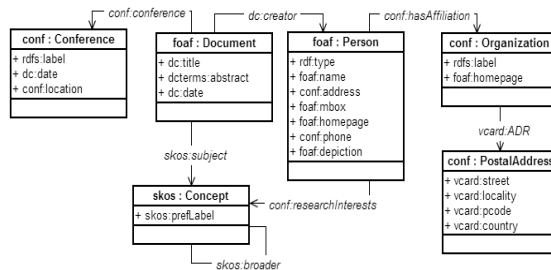 conf:conference
dc:creator
conf:hasAffiliation
conf : Conference
+ rdfs:label
+ dc:date
+ conf:location
foaf : Document
+ dc:title
+ dcterms:abstract
+ dc:date
foaf : Person
+ rdf:type
+ foaf:name
+ conf:address
+ foaf:mbox
+ foaf:homepage
+ conf:phone
+ foaf:depiction
conf : Organization
+ rdfs:label
+ foaf:homepage
vcard:ADR
skos:subject
conf : PostalAddress
+ vcard:street
+ vcard:locality
+ vcard:pcode
+ vcard:country
skos : Concept
+ skos:prefLabel
conf:researchInterests
skos:broader